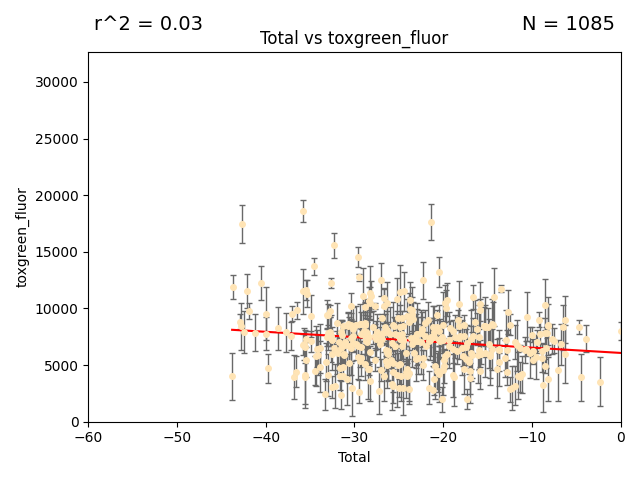 r^2 = 0.03
N = 1085
Total vs toxgreen_fluor
30000
25000
20000
15000
10000
5000
0
toxgreen_fluor
−60
−50
−40
−30
−20
−10
0
Total